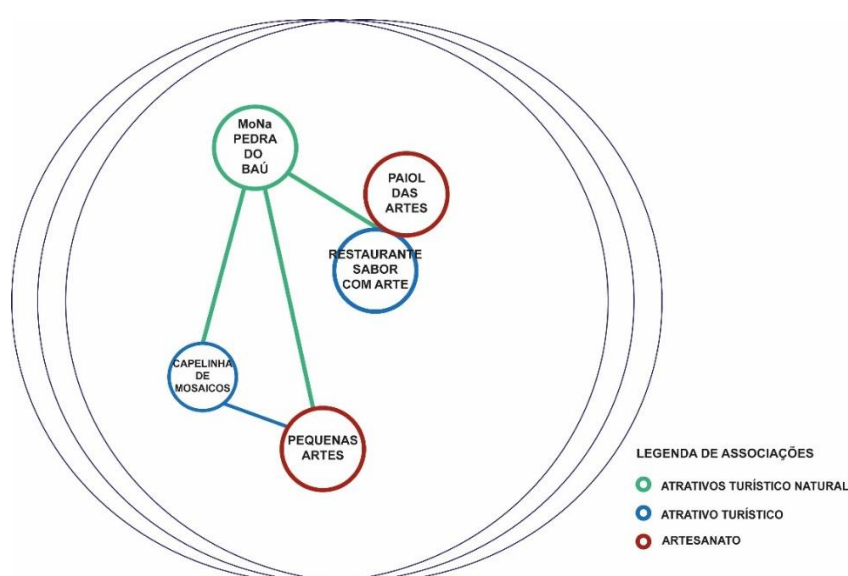 MoNa
PEDRA
DO
BAÚ
PAIOL
DAS
ARTES
RESTAURANTE
SABOR
COM ARTE
CAPELINHA
DE
MOSAICOS
PEQUENAS
ARTES
LEGENDA DE ASSOCIAÇÕES
ATRATIVOS TURÍSTICO NATURAL
ATRATIVO TURÍSTICO
ARTESANATO